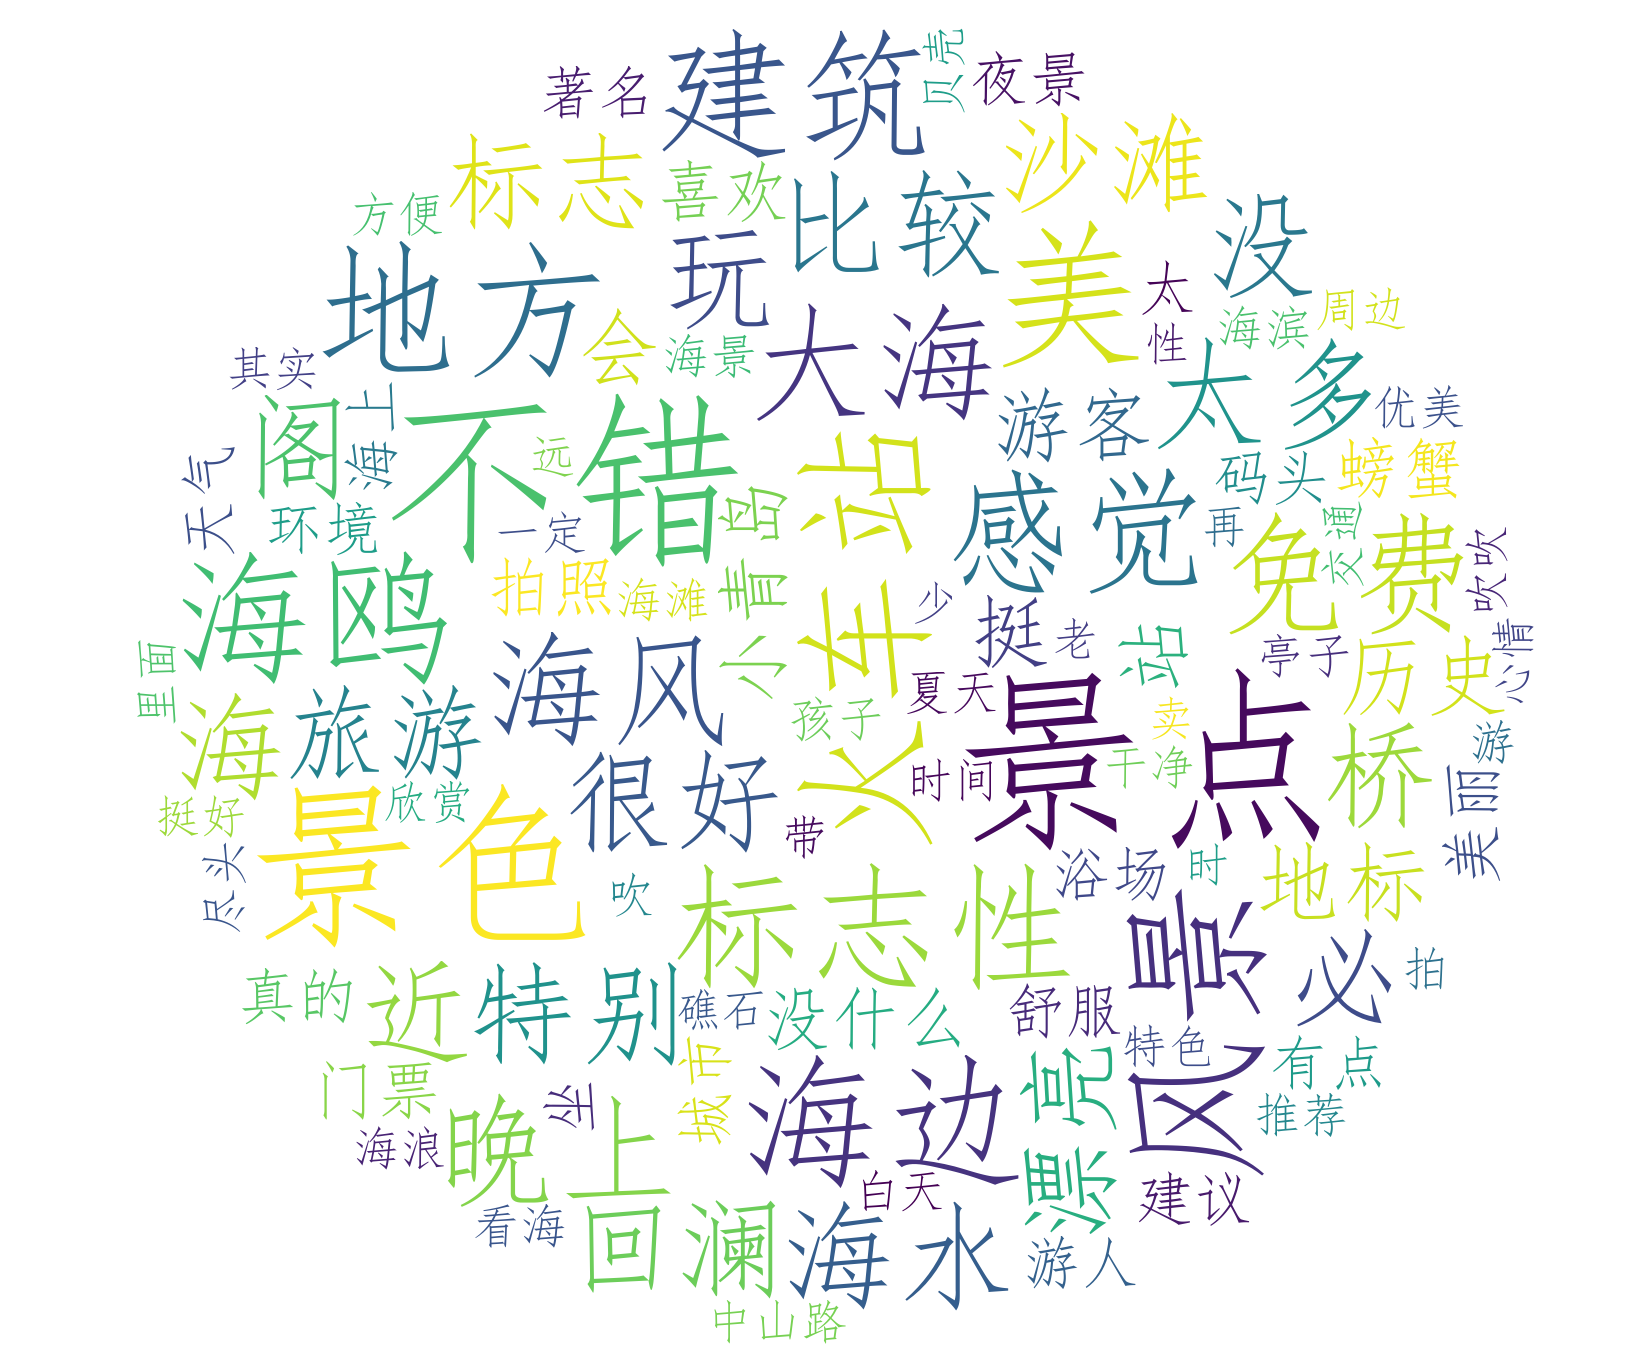 建筑
贝壳
著名
夜景
标志
喜欢
沙滩
方便
比较
没
玩
美
地方
太
性
海滨
周边
会
海景
大海
太多
其实
海上
游客
优美
阁
不错
火车站
远
天气
码头
螃蟹
感觉
小青岛
环境
一定
再
交通
免费
吹吹
海鸥
拍照
海滩
少
挺
老
站
亭子
心情
里面
海风
历史
夏天
景点
卖
海
旅游
孩子
游
时间
干净
桥
很好
挺好
欣赏
美丽
景色
带
尽头
吹
浴场
时
地标
标志性
风景
必
拍
真的
近
特别
礁石
没什么
舒服
特色
有点
门票
城市
海边
漂亮
坐
晚上
推荐
海浪
白天
建议
看海
回澜
海水
游人
中山路